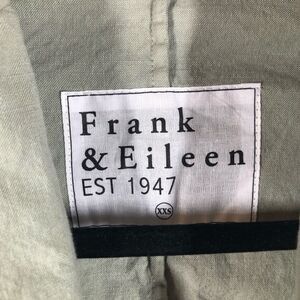 Frank
& Eileen
EST 1947
XXS